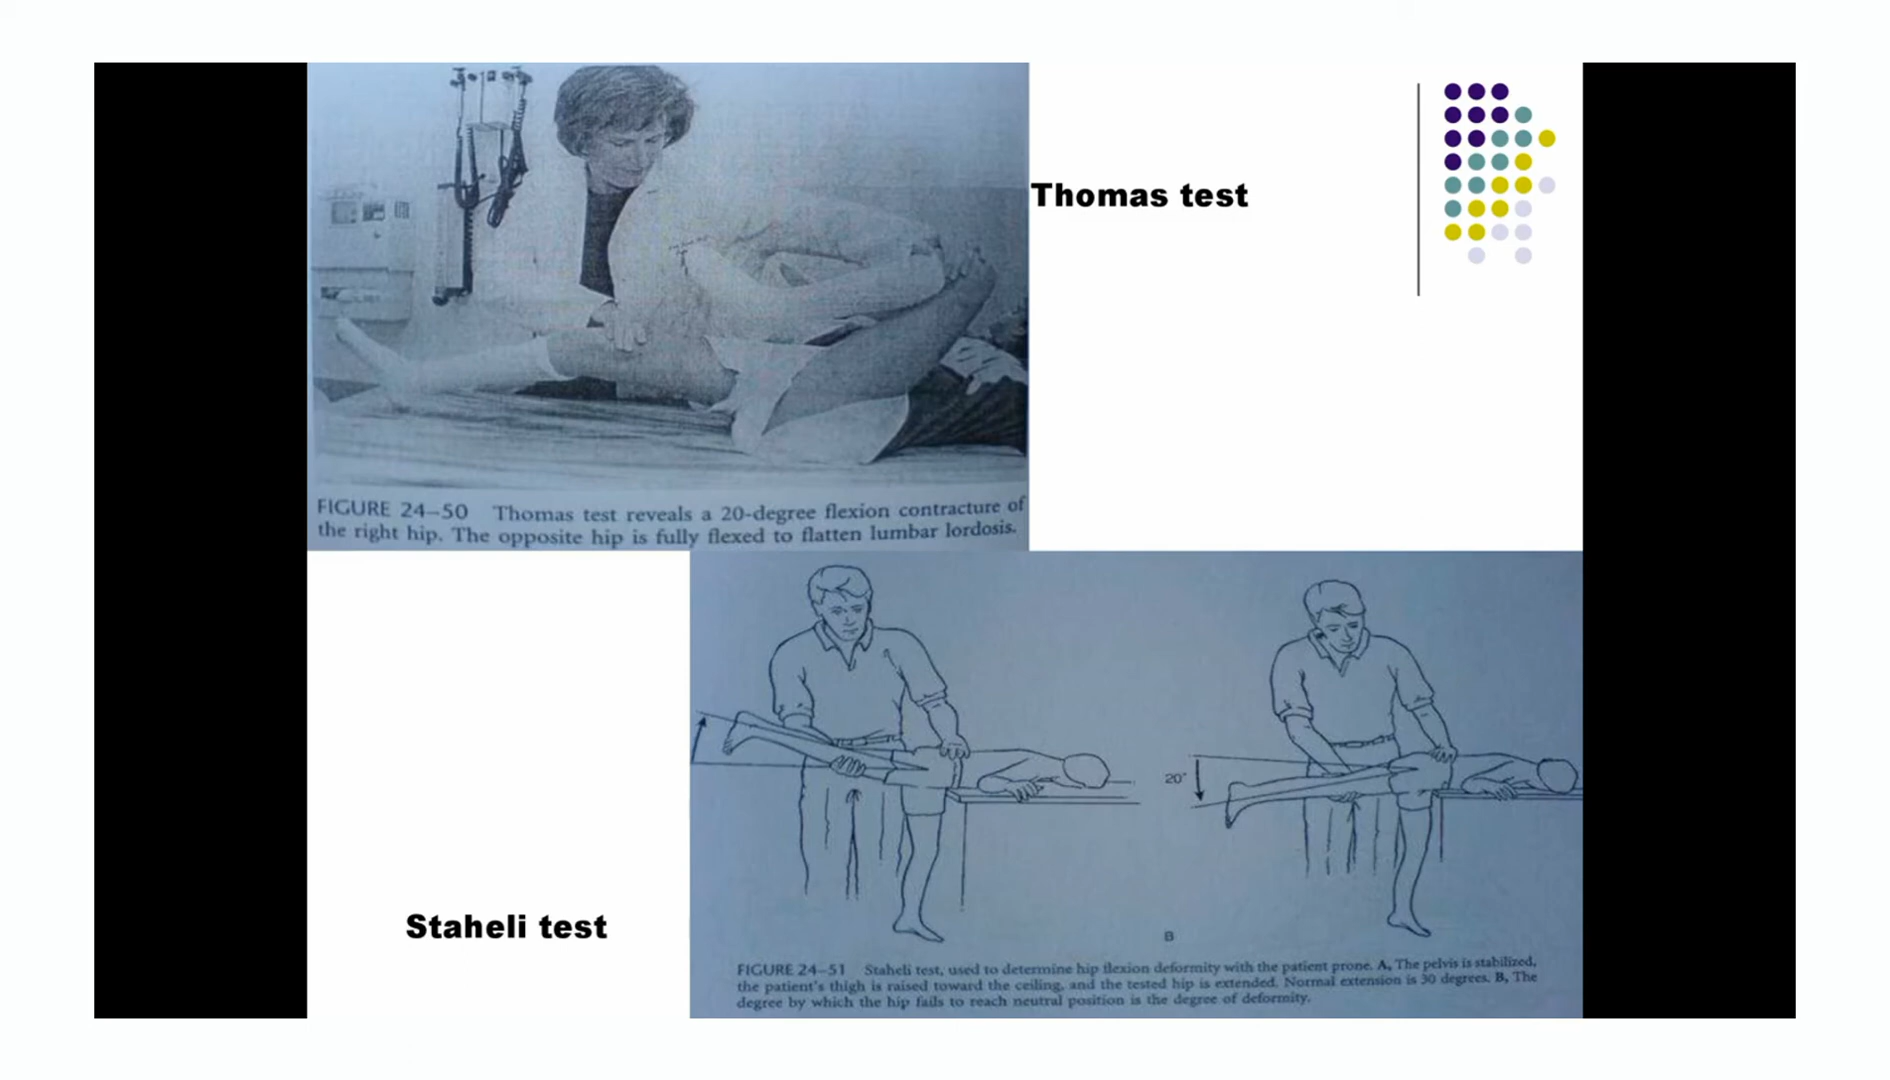 Thomas test
FIGURE 24–50 Thomas test reveals a 20-degree flexion contracture of
the right hip. The opposite hip is fully flexed to flatten lumbar lordosis.
20°
B
Staheli test
FIGURE 24–51 Staheli test, used to determine hip flexion deformity with the patient prone. A, The pelvis is stabilized,
the patient's thigh is raised toward the ceiling, and the tested hip is extended. Normal extension is 30 degrees. B, The
degree by which the hip fails to reach neutral position is the degree of deformity.